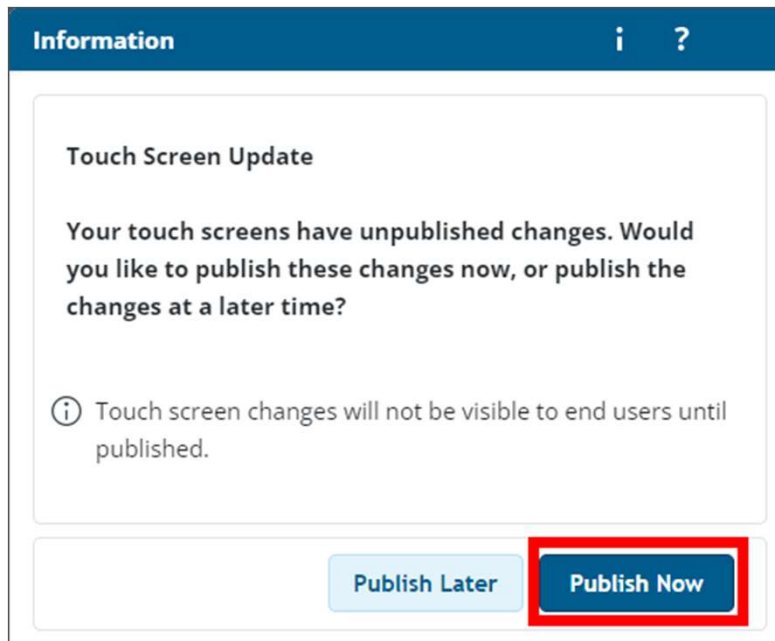 Information i ?
Touch Screen Update
Your touch screens have unpublished changes. Would
you like to publish these changes now, or publish the
changes at a later time?
Touch screen changes will not be visible to end users until
published.
Publish Later Publish Now